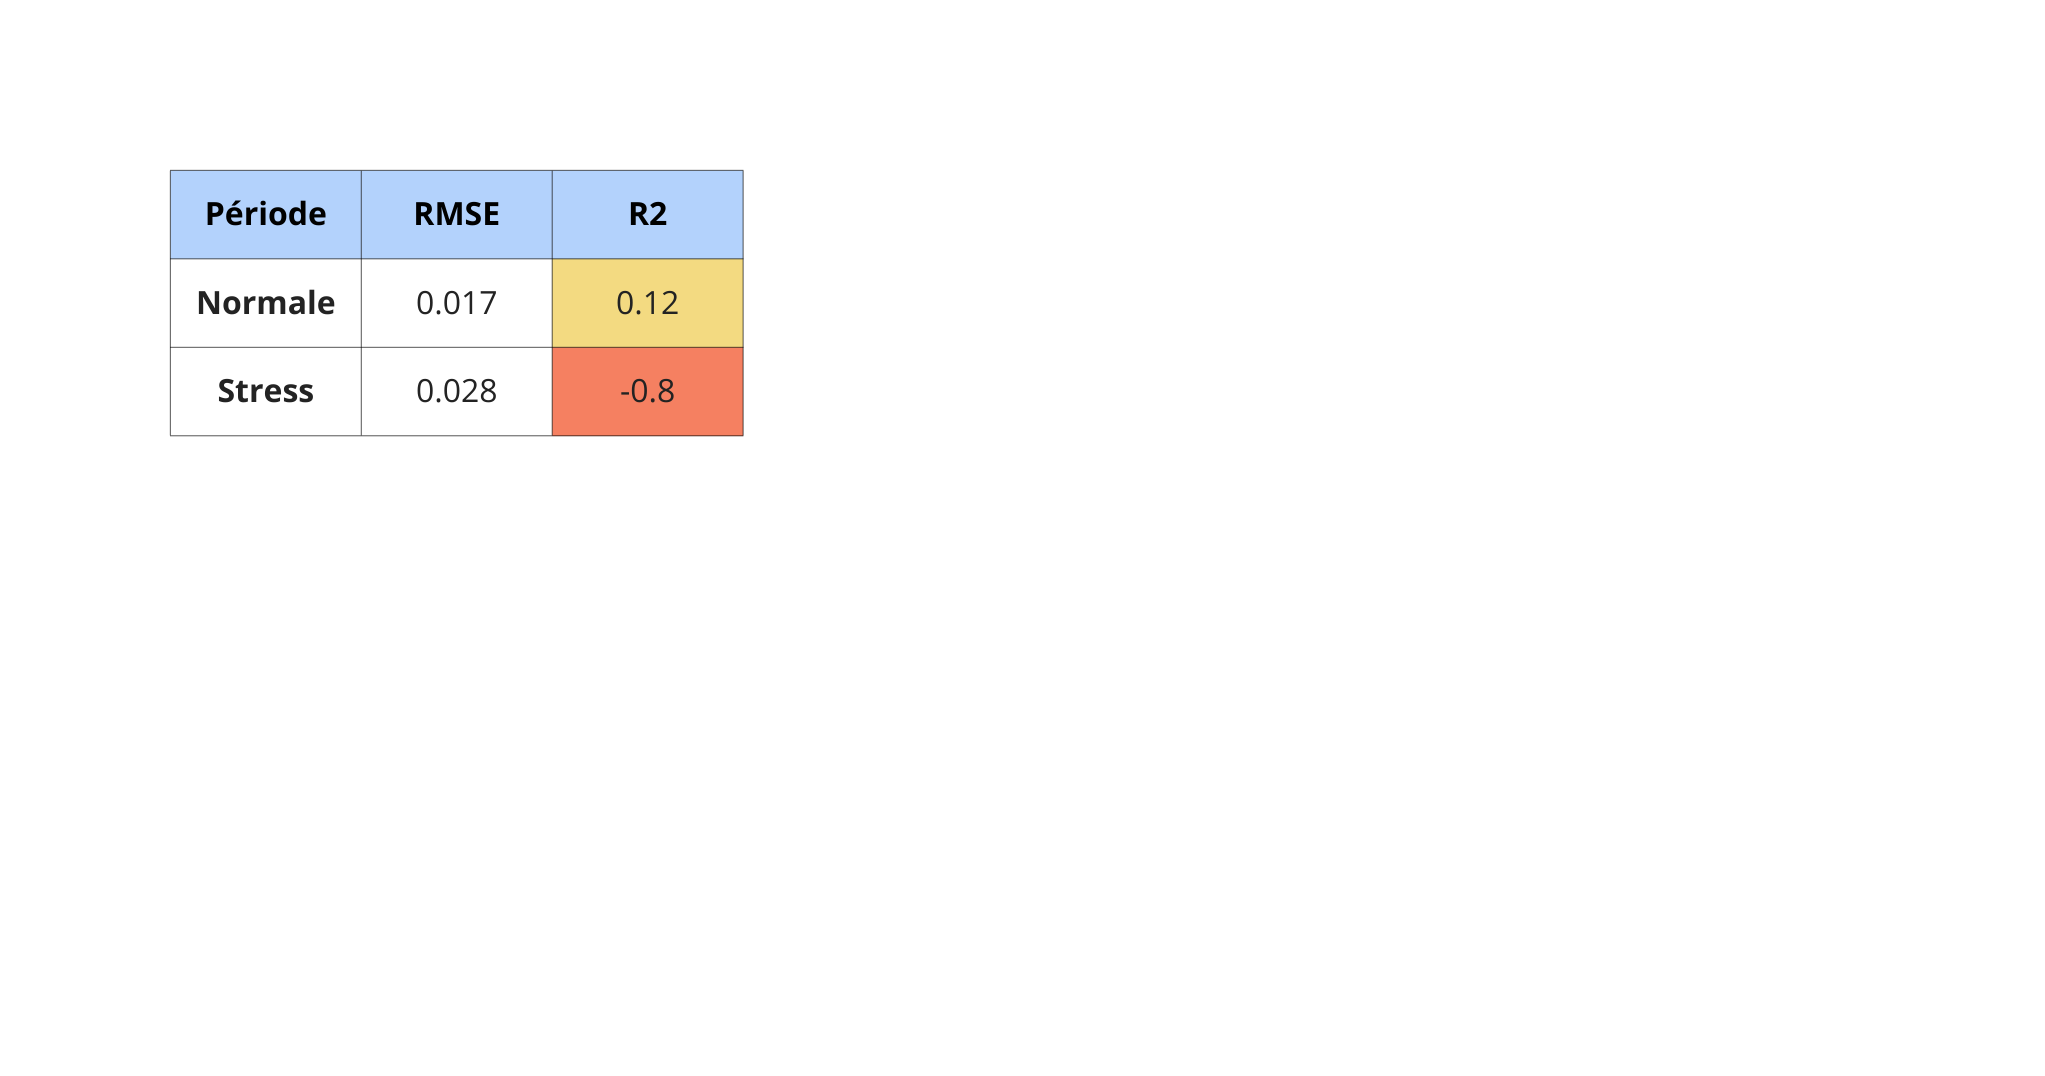 Période RMSE R2
Normale 0.017 0.12
Stress 0.028 -0.8